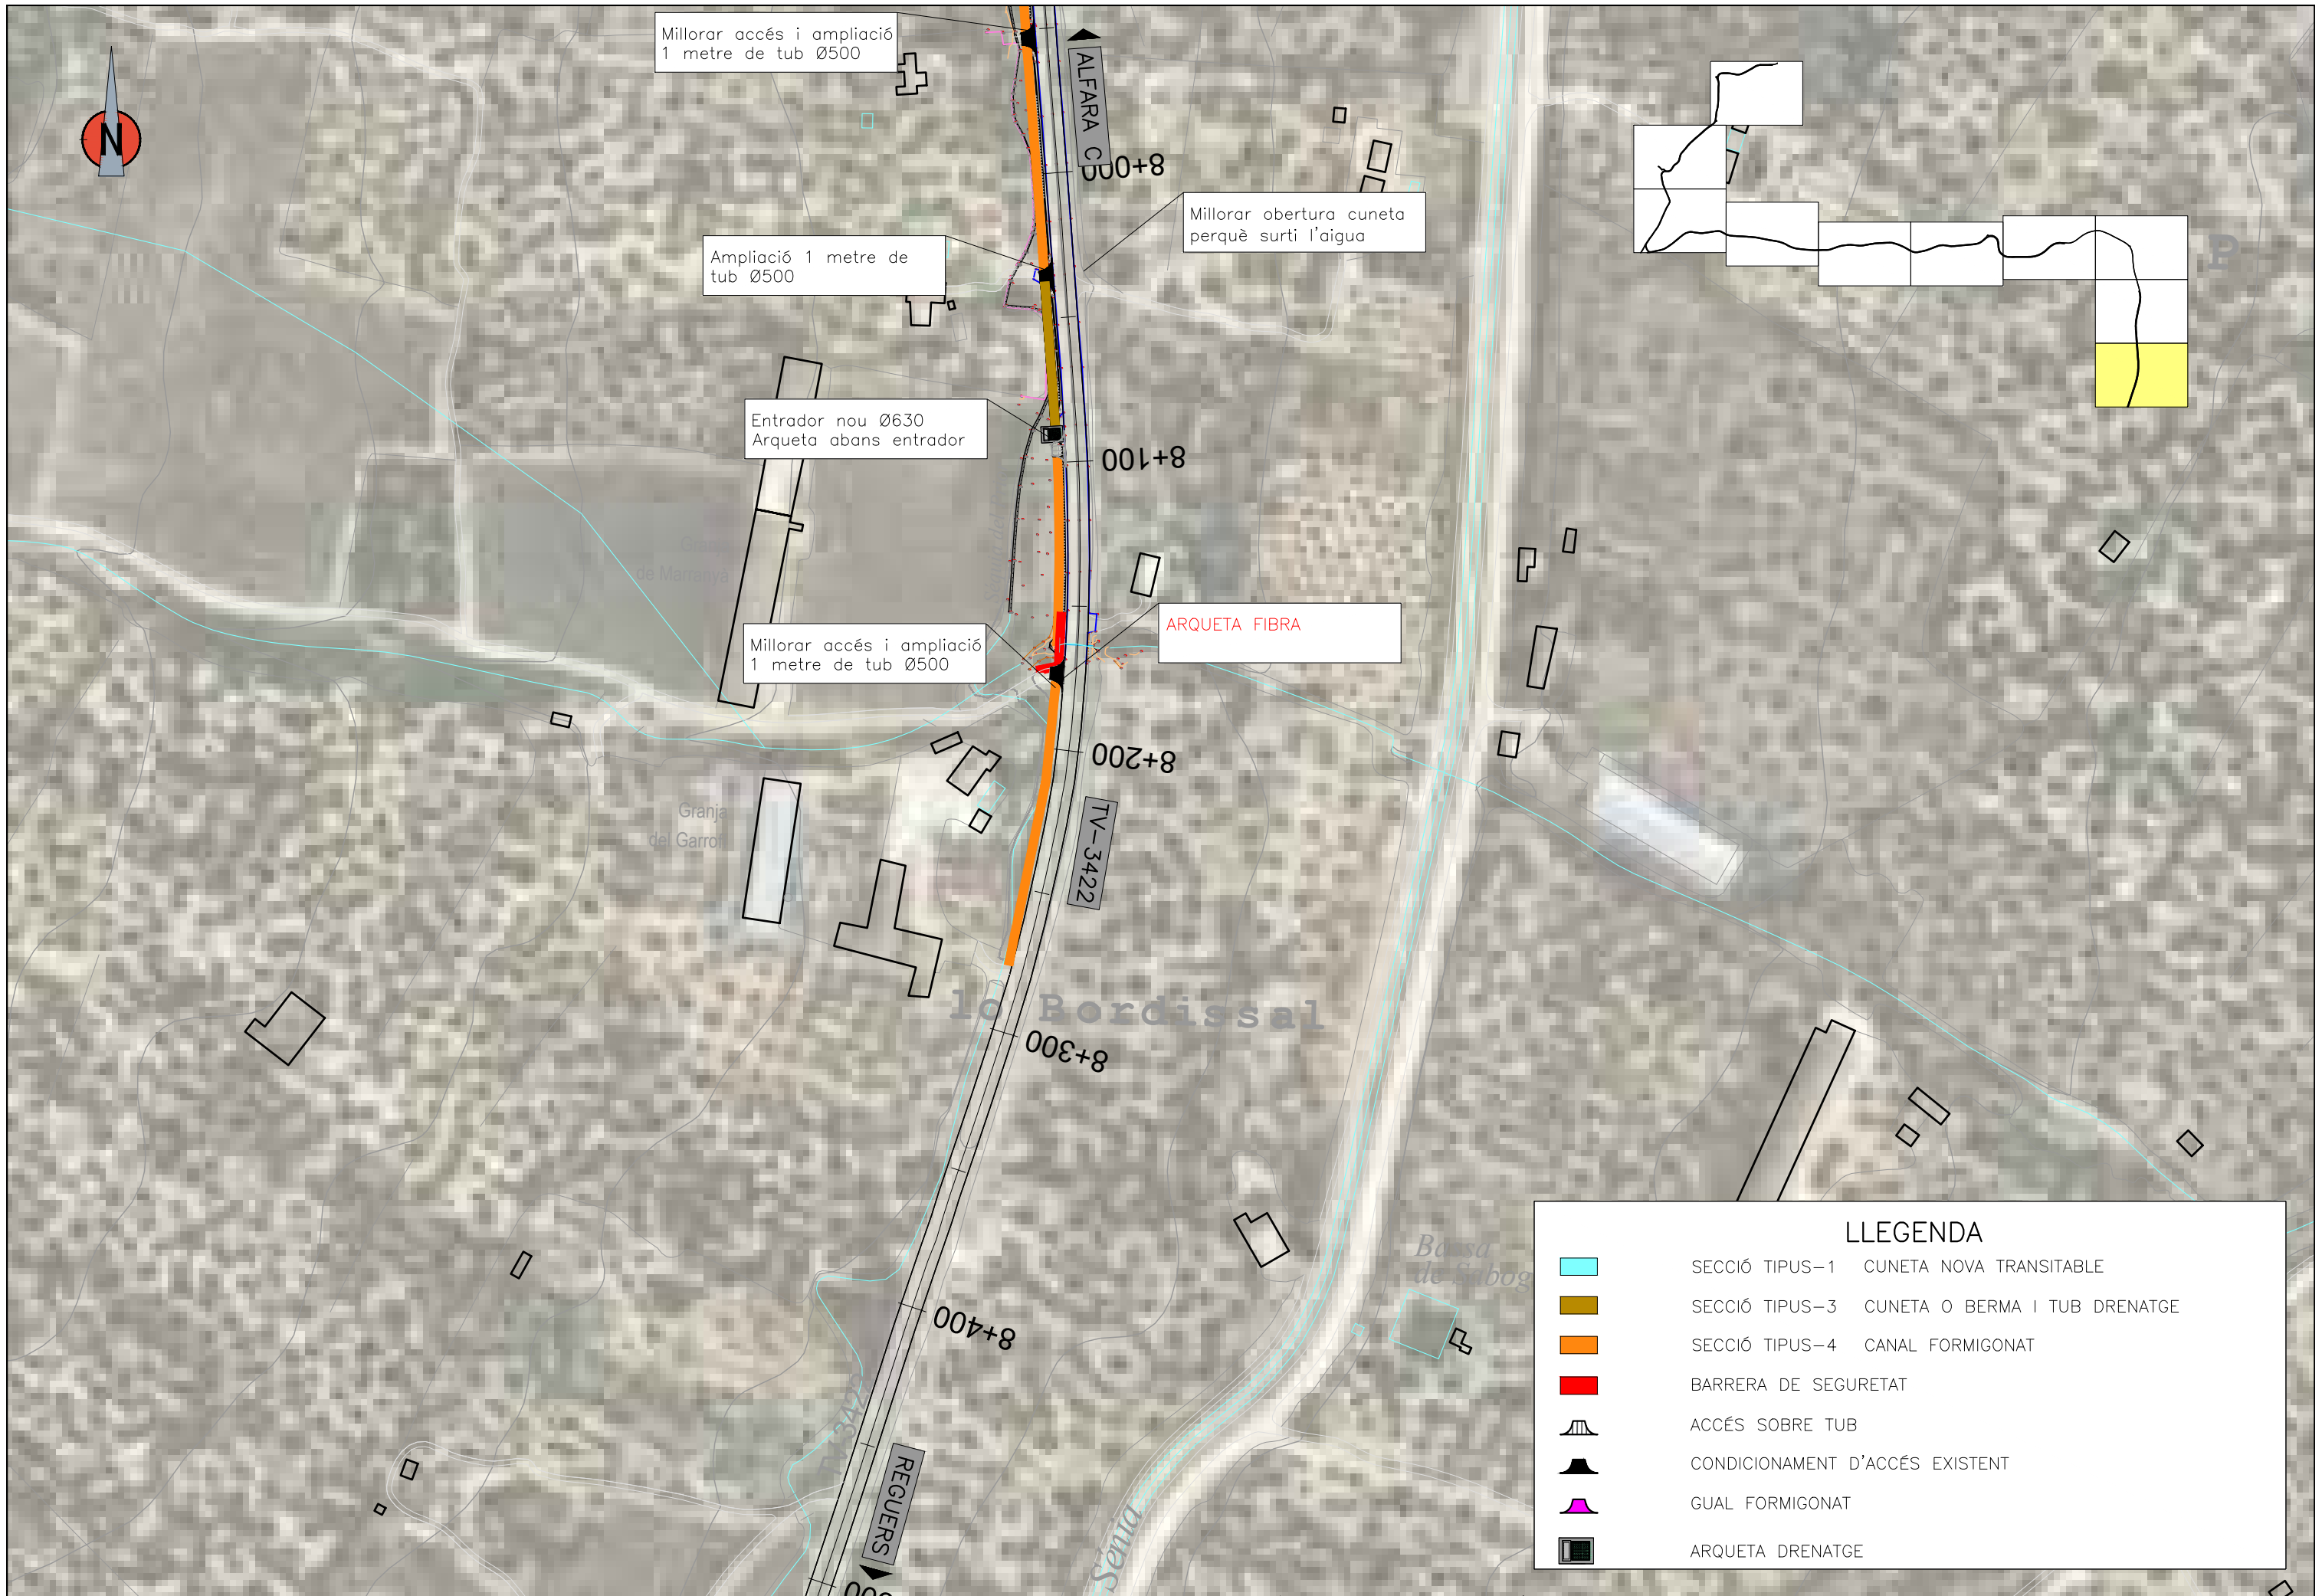 Millorar accés i ampliació
1 metre de tub Ø500
N
ALFARA C
8+000
Millorar obertura cuneta
perquè surti l'aigua
Ampliació 1 metre de
tub Ø500
P
Entrador nou Ø630
Arqueta abans entrador
8+100
de Marranya
ARQUETA FIBRA
Millorar accés i ampliació
1 metre de tub Ø500
8+200
TV-3422
Granja
del Garrof
lo Bordissal
8+300
Bassa
8+400
REGUERS
Sénia
LLEGENDA
SECCIÓ TIPUS-1 CUNETA NOVA TRANSITABLE
SECCIÓ TIPUS-3 CUNETA O BERMA I TUB DRENATGE
SECCIÓ TIPUS-4 CANAL FORMIGONAT
BARRERA DE SEGURETAT
ACCÉS SOBRE TUB
CONDICIONAMENT D'ACCÉS EXISTENT
GUAL FORMIGONAT
ARQUETA DRENATGE